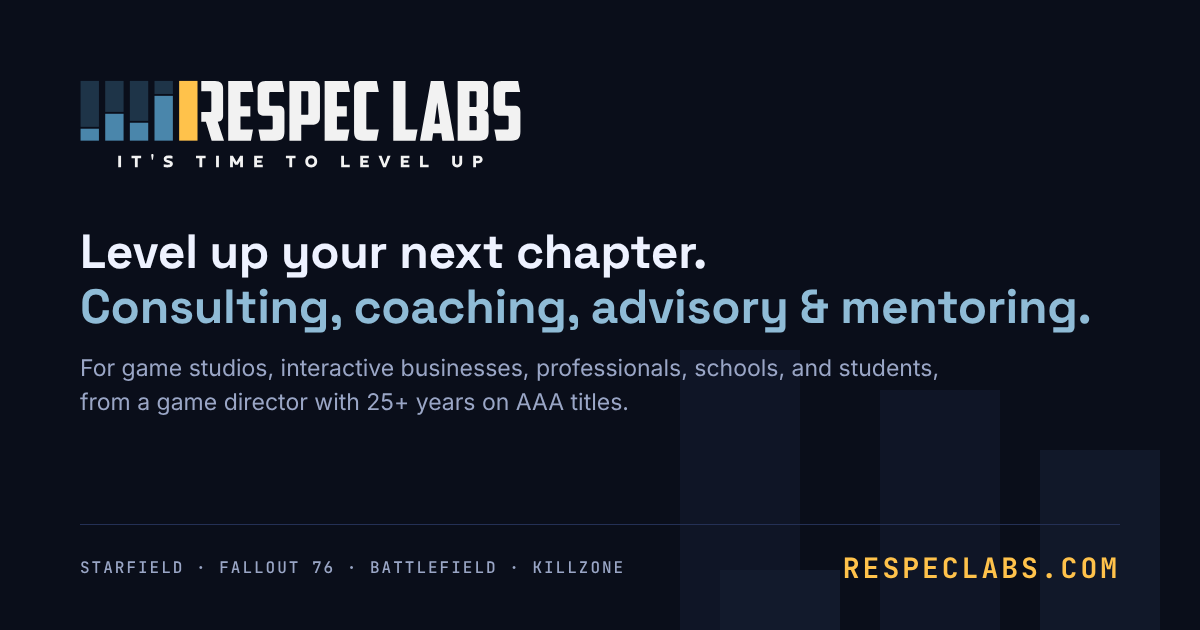 RESPEC LABS
IT'S TIME TO LEVEL UP
Level up your next chapter.
Consulting, coaching, advisory & mentoring.
For game studios, interactive businesses, professionals, schools, and students,
from a game director with 25+ years on AAA titles.
STARFIELD · FALLOUT 76 · BATTLEFIELD · KILLZONE
RESPECLABS.COM